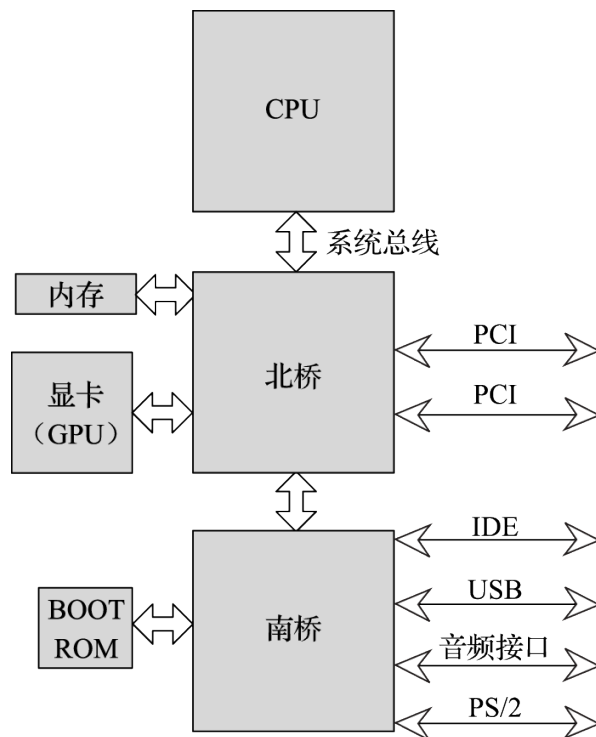 CPU
系统总线
内存
北桥
PCI
显卡
（GPU）
PCI
IDE
USB
BOOT
ROM
南桥
音频接口
PS/2